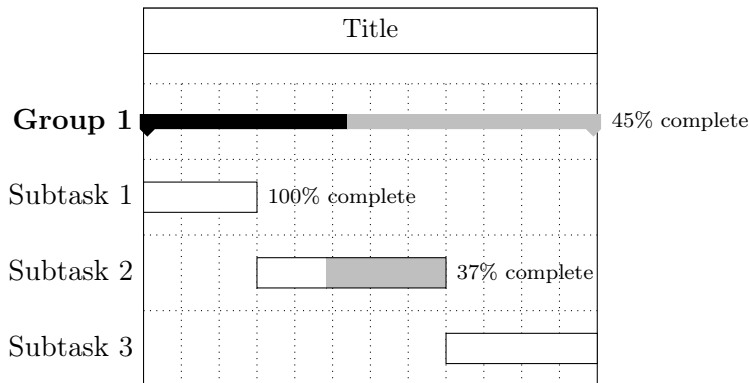 Title
Group 1 45% complete
Subtask 1 100% complete
Subtask 2 37% complete
Subtask 3